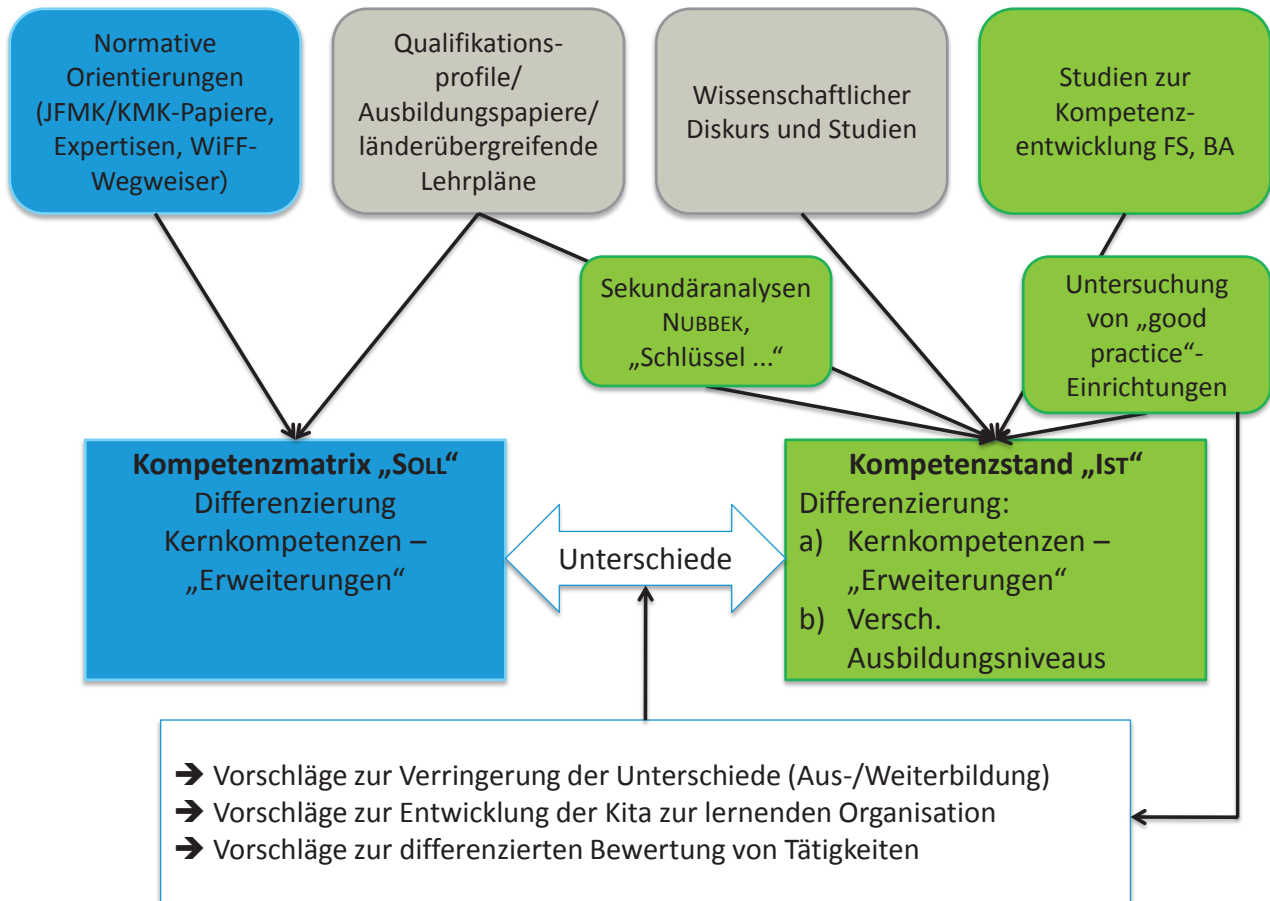 Normative
Orientierungen
(JFMK/KMK-Papiere,
Expertisen, WiFF-
Wegweiser)
Qualifikations-
profile/
Ausbildungspapiere/
länderübergreifende
Lehrpläne
Wissenschaftlicher
Diskurs und Studien
Studien zur
Kompetenz-
entwicklung FS, BA
Sekundäranalysen
NUBBEK,
„Schlüssel ...“
Untersuchung
von „good
practice“-
Einrichtungen
Kompetenzmatrix „SOLL“
Differenzierung
Kernkompetenzen –
„Erweiterungen“
Unterschiede
Kompetenzstand „IST“
Differenzierung:
a) Kernkompetenzen –
„Erweiterungen“
b) Versch.
Ausbildungsniveaus
➔ Vorschläge zur Verringerung der Unterschiede (Aus-/Weiterbildung)
➔ Vorschläge zur Entwicklung der Kita zur lernenden Organisation
➔ Vorschläge zur differenzierten Bewertung von Tätigkeiten